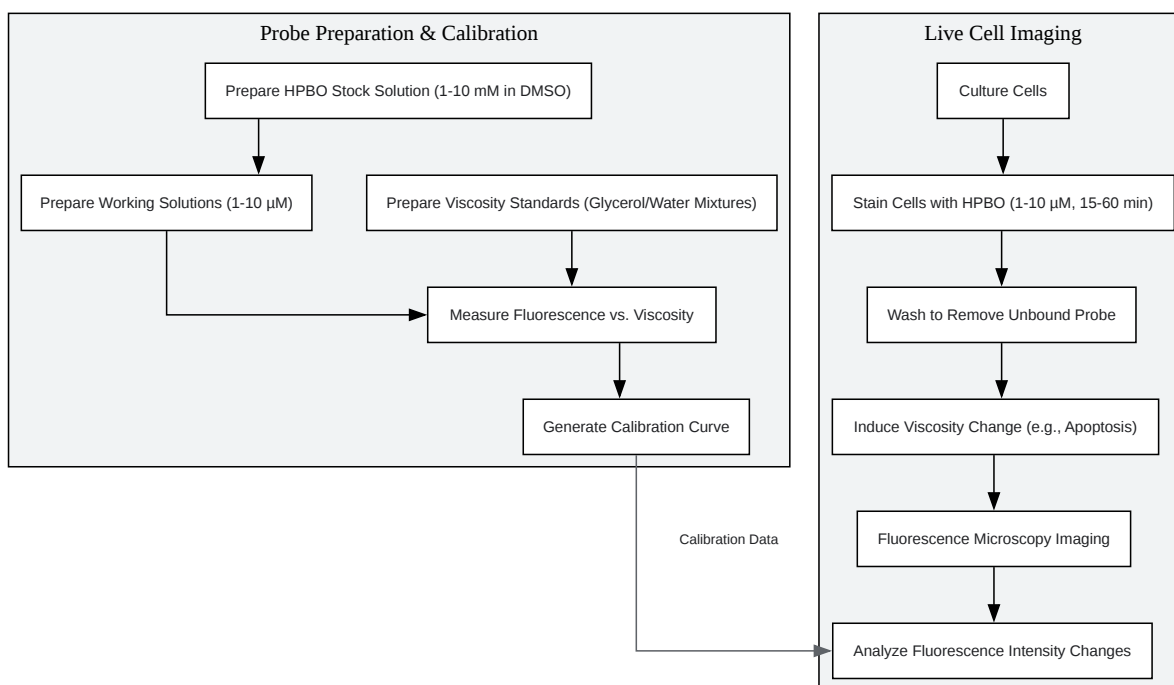 Probe Preparation & Calibration
Prepare HPBO Stock Solution (1-10 mM in DMSO)
Prepare Working Solutions (1-10 µM)
Prepare Viscosity Standards (Glycerol/Water Mixtures)
Measure Fluorescence vs. Viscosity
Generate Calibration Curve
Calibration Data
Live Cell Imaging
Culture Cells
Stain Cells with HPBO (1-10 µM, 15-60 min)
Wash to Remove Unbound Probe
Induce Viscosity Change (e.g., Apoptosis)
Fluorescence Microscopy Imaging
Analyze Fluorescence Intensity Changes